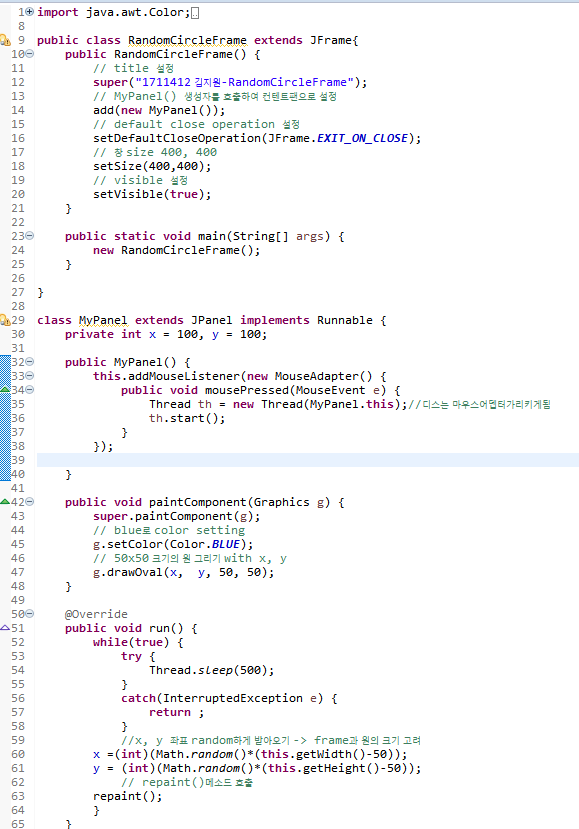 1 import java.awt.Color;
8
9 public class RandomCircleFrame extends JFrame{
10     public RandomCircleFrame() {
11         // title 설정
12         super("1711412 김지원-RandomCircleFrame");
13         // MyPanel() 생성자를 호출하여 컨텐트팬으로 설정
14         add(new MyPanel());
15         // default close operation 설정
16         setDefaultCloseOperation(JFrame.EXIT_ON_CLOSE);
17         // 창 size 400, 400
18         setSize(400,400);
19         // visible 설정
20         setVisible(true);
21     }
22
23     public static void main(String[] args) {
24         new RandomCircleFrame();
25     }
26
27 }
28
29 class MyPanel extends JPanel implements Runnable {
30     private int x = 100, y = 100;
31
32     public MyPanel() {
33         this.addMouseListener(new MouseAdapter() {
34             public void mousePressed(MouseEvent e) {
35                 Thread th = new Thread(MyPanel.this);//디스는 마우스어뎁터가리키게됨
36                 th.start();
37             }
38         });
39
40     }
41
42     public void paintComponent(Graphics g) {
43         super.paintComponent(g);
44         // blue로 color setting
45         g.setColor(Color.BLUE);
46         // 50x50 크기의 원 그리기 with x, y
47         g.drawOval(x,  y, 50, 50);
48     }
49
50     @Override
51     public void run() {
52         while(true) {
53             try {
54                 Thread.sleep(500);
55             }
56             catch(InterruptedException e) {
57                 return ;
58             }
59             //x, y 좌표 random하게 받아오기 -> frame과 원의 크기 고려
60         x =(int)(Math.random()*(this.getWidth()-50));
61         y = (int)(Math.random()*(this.getHeight()-50));
62             // repaint()메소드 호출
63         repaint();
64         }
65     }